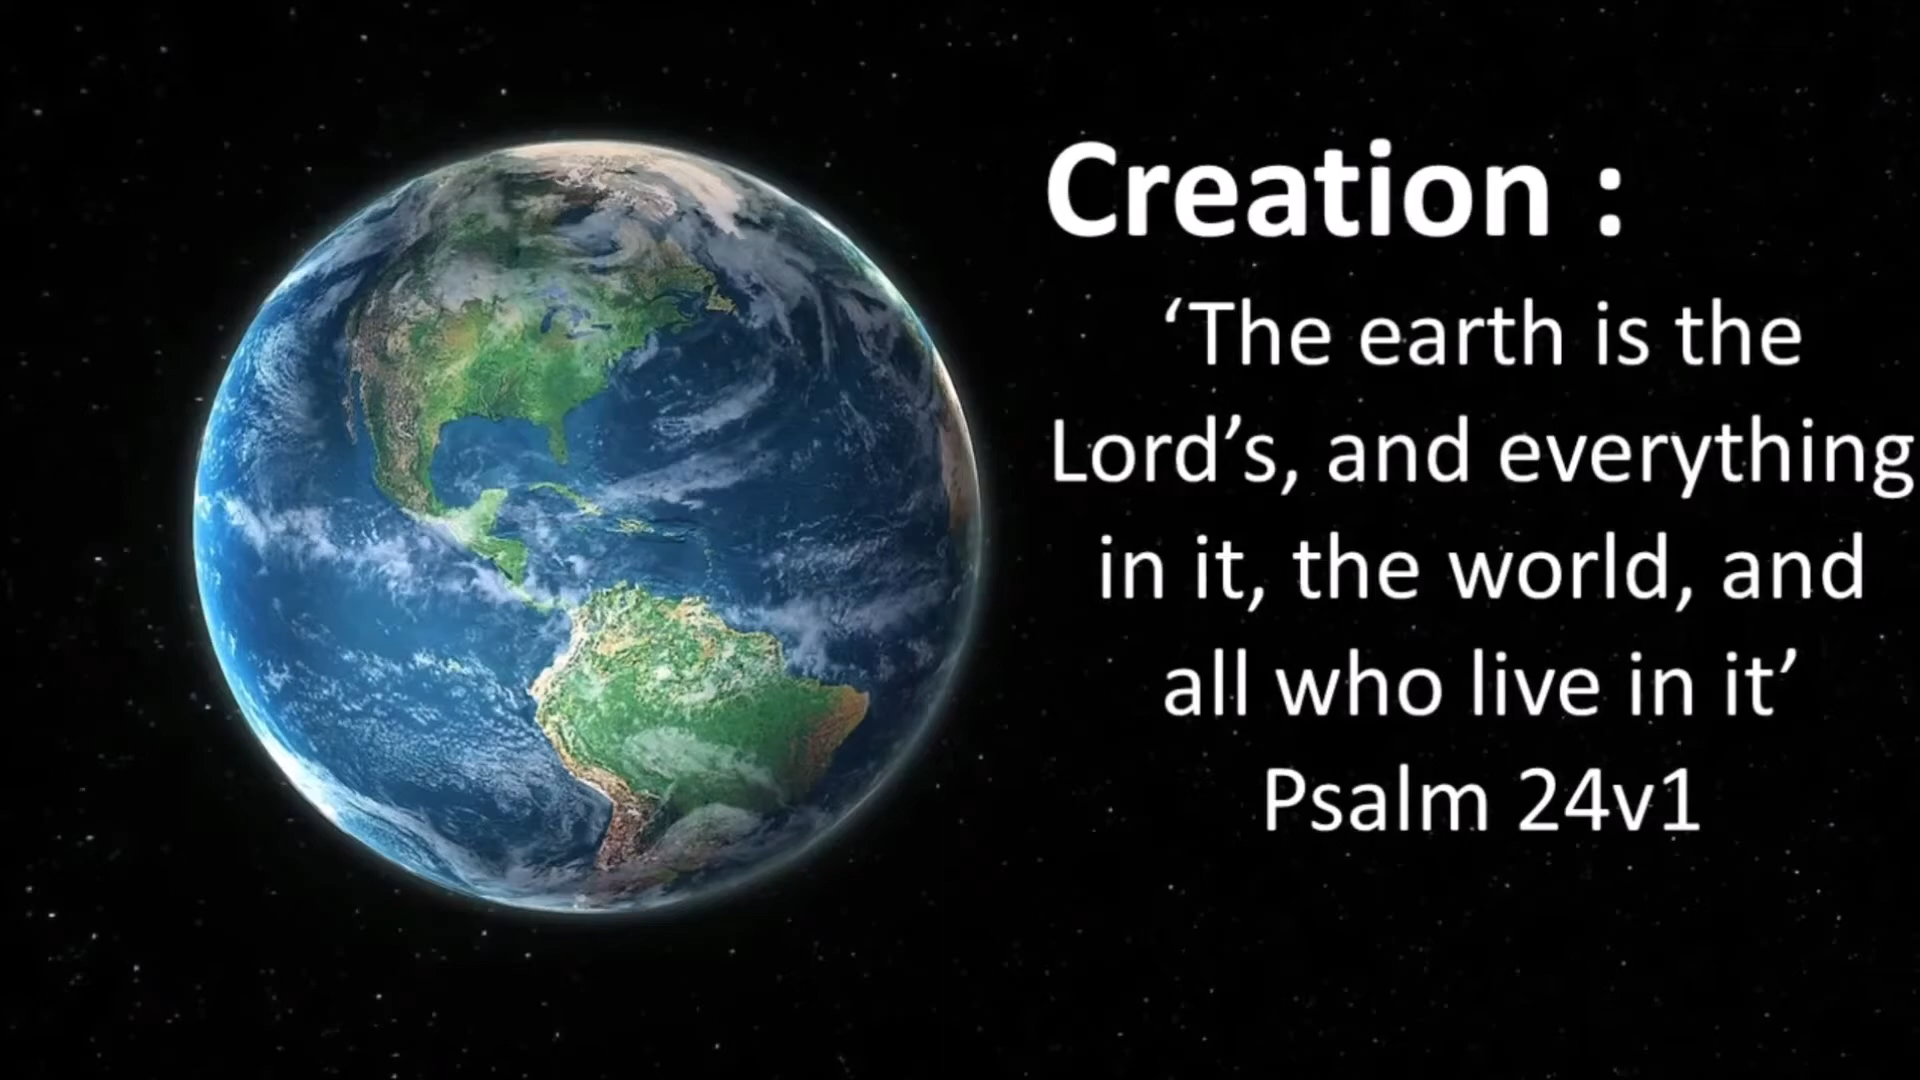 Creation :
‘The earth is the
Lord’s, and everything
in it, the world, and
all who live in it’
Psalm 24v1